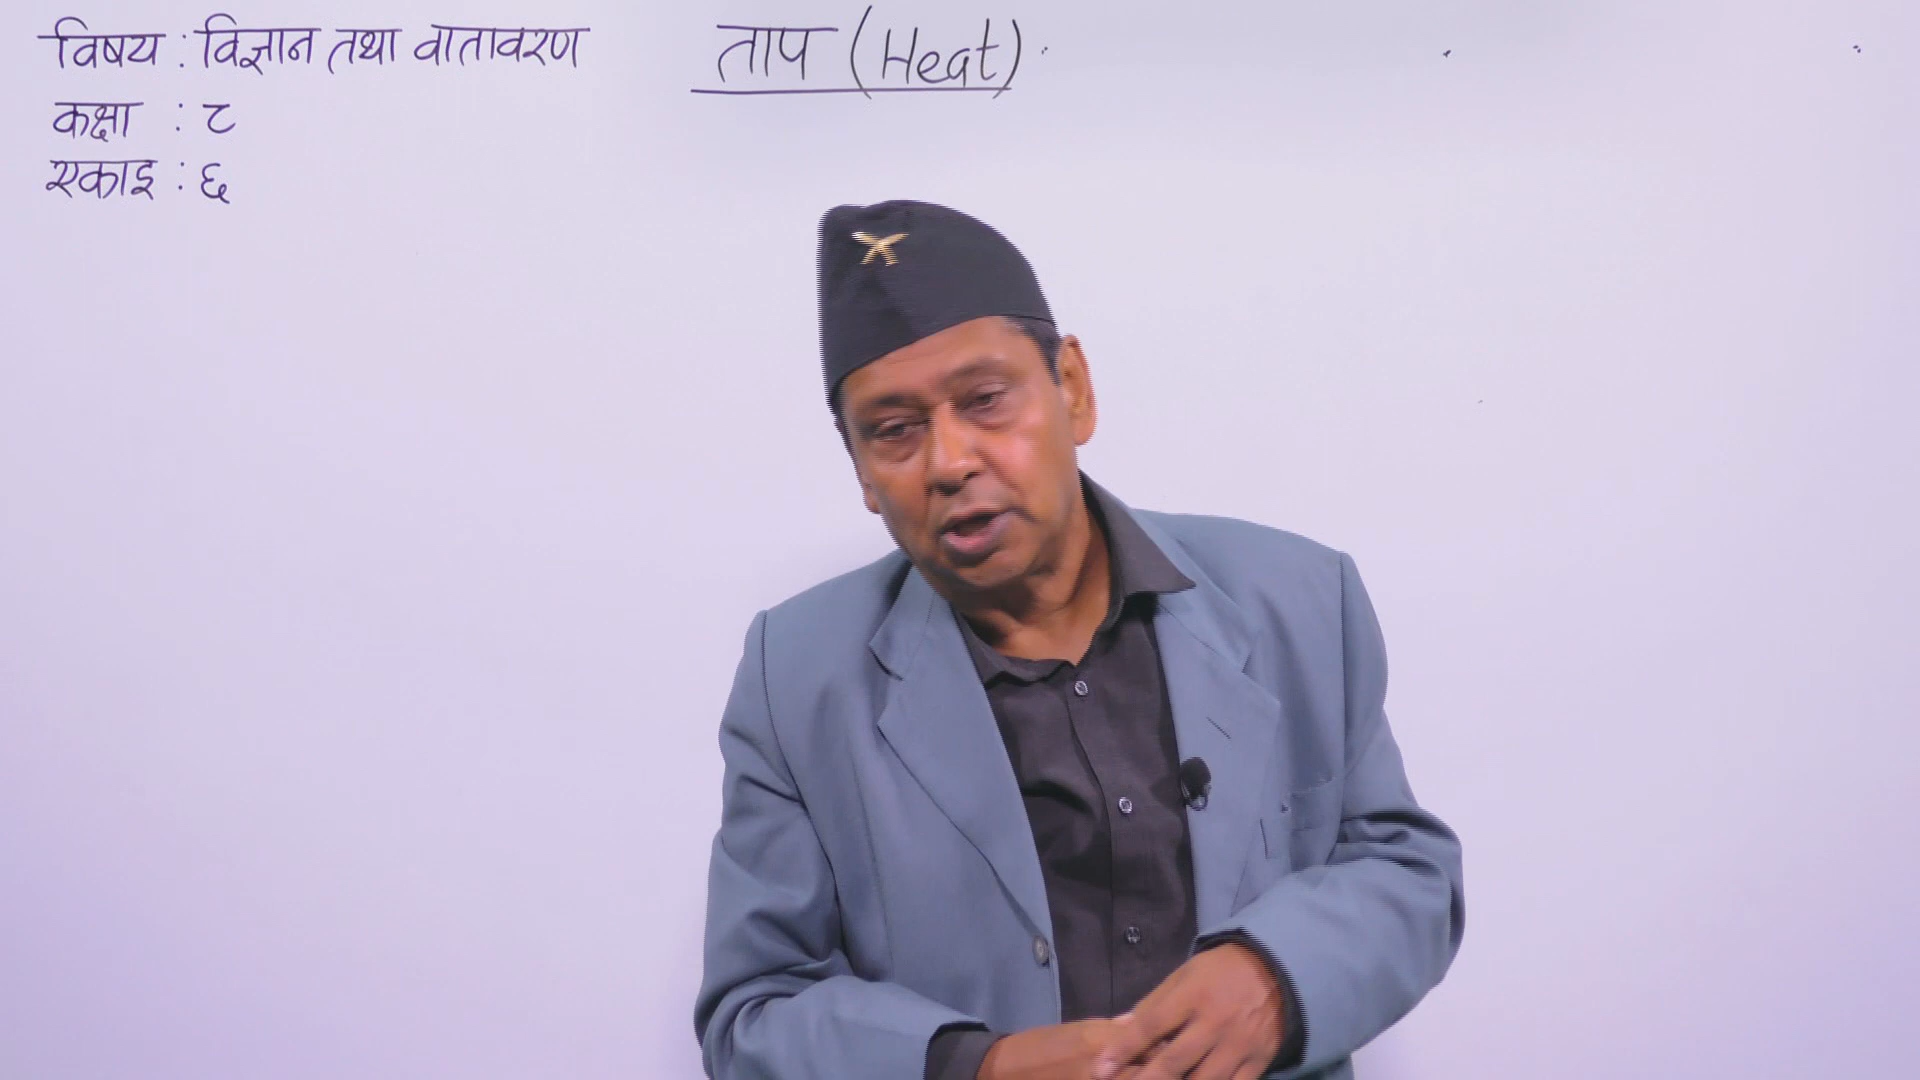 विषय : विज्ञान तथा वातावरण
ताप (Heat)
कक्षा : ८
एकाइ : ६